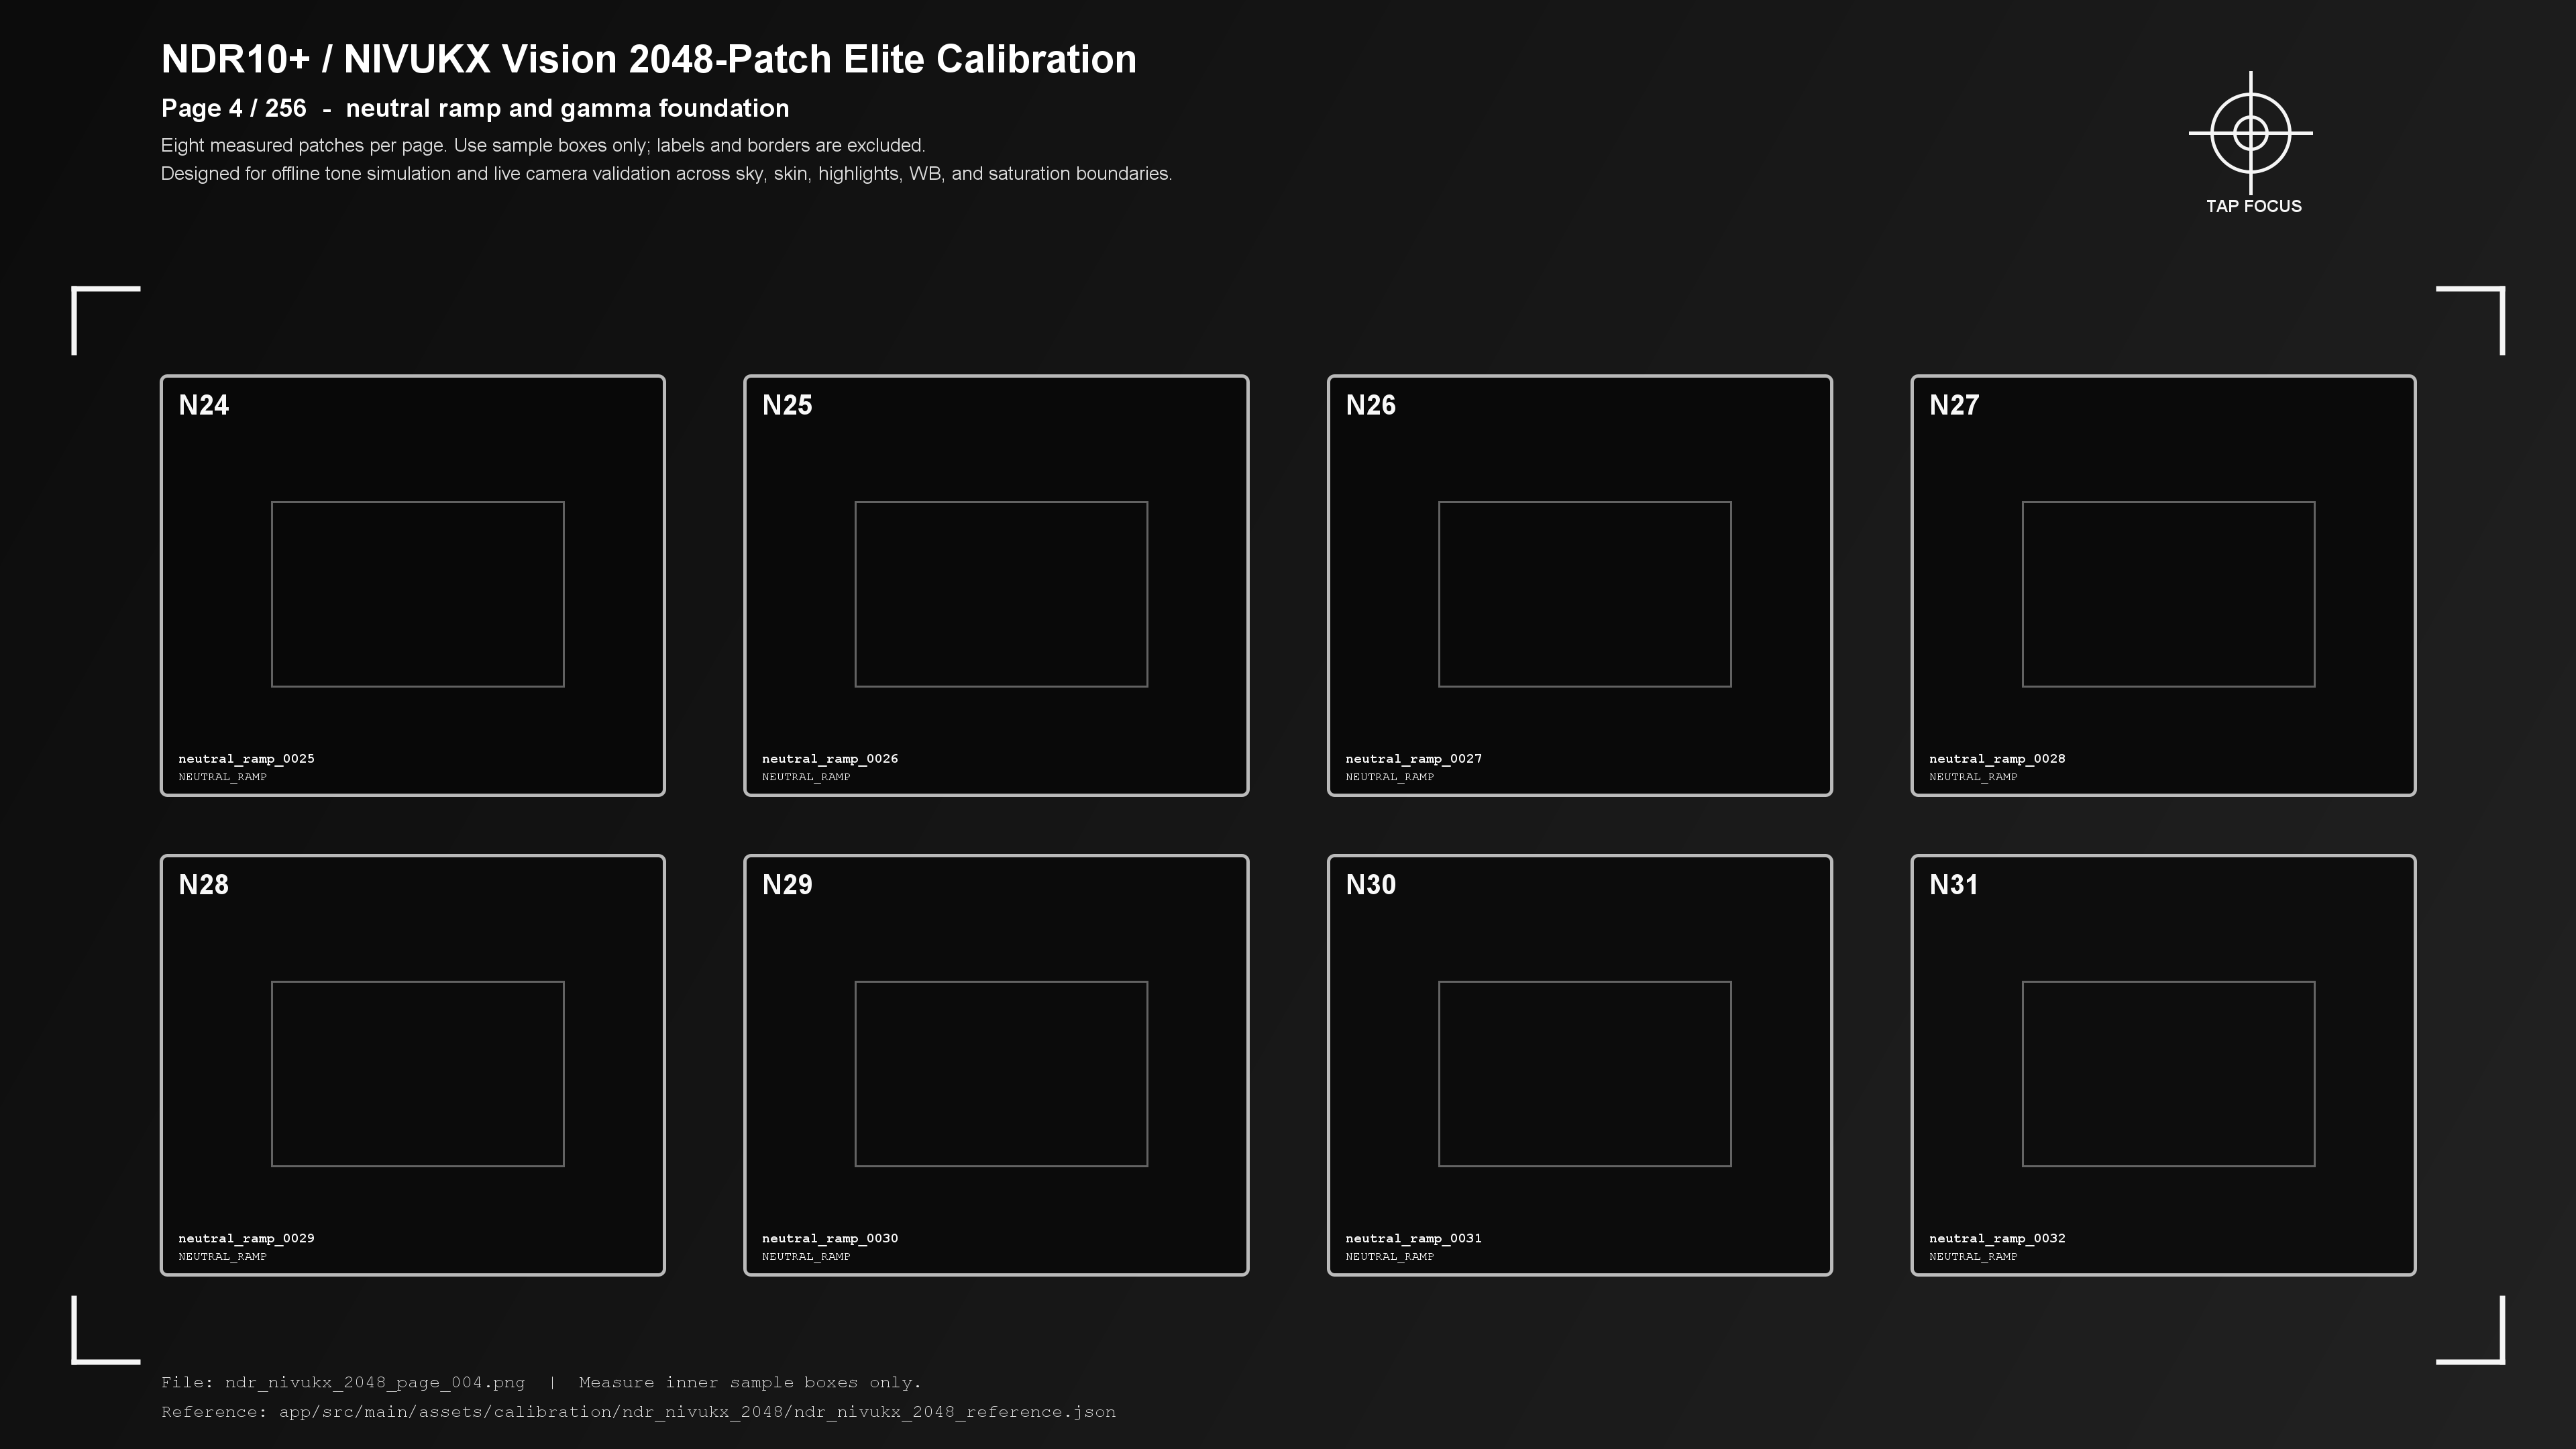 NDR10+ / NIVUKX Vision 2048-Patch Elite Calibration
Page 4 / 256  -  neutral ramp and gamma foundation
Eight measured patches per page. Use sample boxes only; labels and borders are excluded.
Designed for offline tone simulation and live camera validation across sky, skin, highlights, WB, and saturation boundaries.
TAP FOCUS
N24
neutral_ramp_0025
NEUTRAL_RAMP
N25
neutral_ramp_0026
NEUTRAL_RAMP
N26
neutral_ramp_0027
NEUTRAL_RAMP
N27
neutral_ramp_0028
NEUTRAL_RAMP
N28
neutral_ramp_0029
NEUTRAL_RAMP
N29
neutral_ramp_0030
NEUTRAL_RAMP
N30
neutral_ramp_0031
NEUTRAL_RAMP
N31
neutral_ramp_0032
NEUTRAL_RAMP
File: ndr_nivukx_2048_page_004.png  |  Measure inner sample boxes only.
Reference: app/src/main/assets/calibration/ndr_nivukx_2048/ndr_nivukx_2048_reference.json